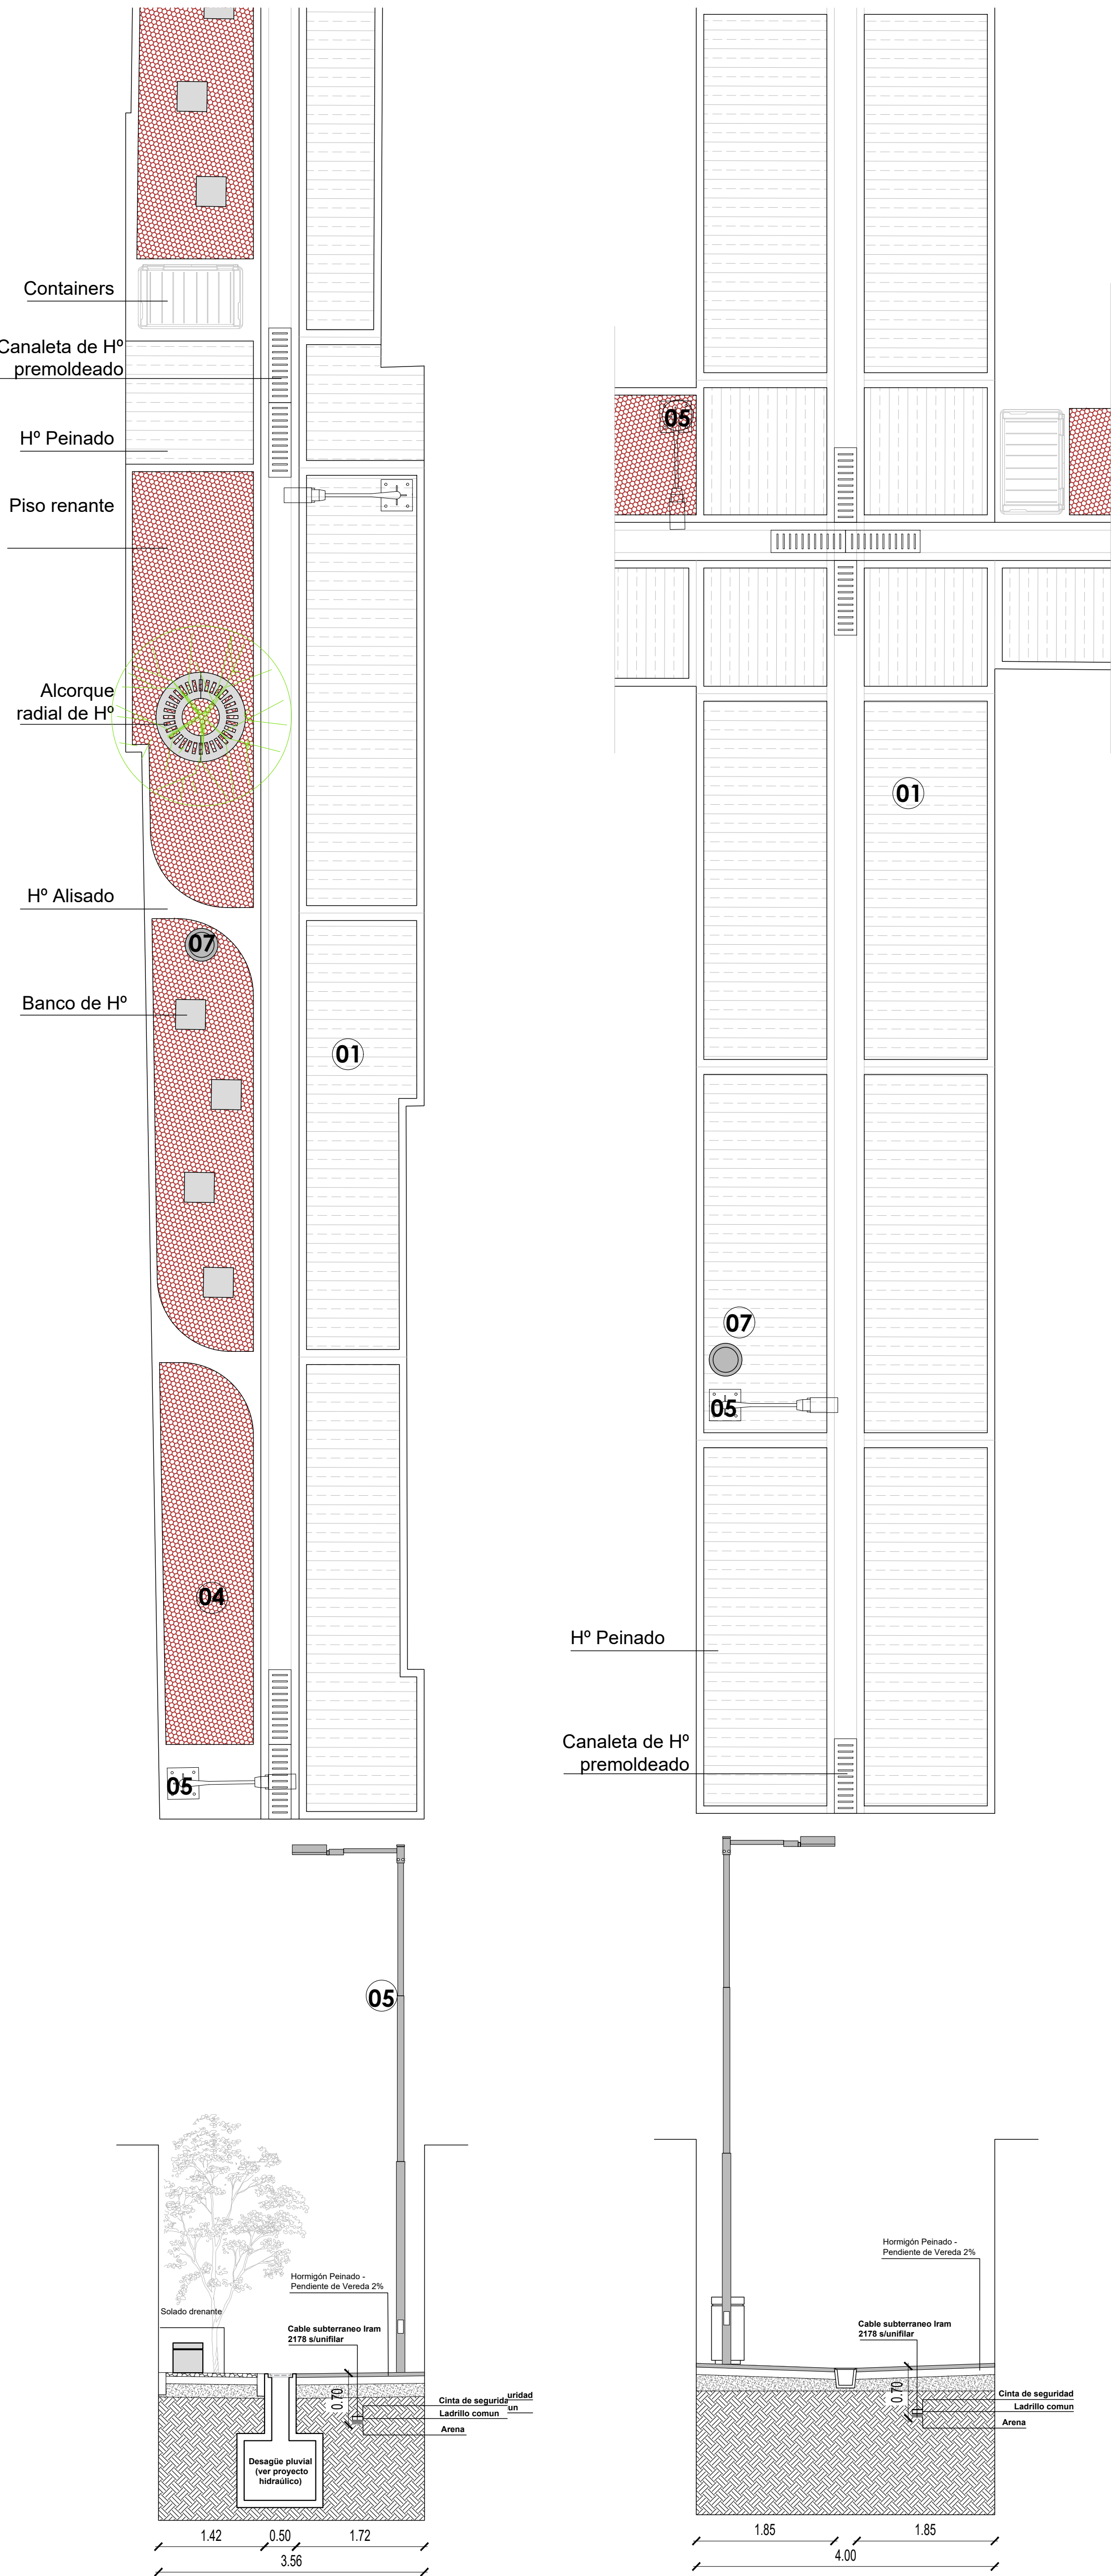 Containers
Canaleta de Hº
premoldeado
Hº Peinado
Piso renante
Alcorque
radial de Hº
Hº Alisado
07
Banco de Hº
01
04
05
05
01
07
05
Hº Peinado
Canaleta de Hº
premoldeado
05
Hormigón Peinado -
Pendiente de Vereda 2%
Solado drenante
Cable subterraneo Iram
2178 s/unifilar
0.70
Cinta de segurida
uridad
un
Ladrillo comun
Arena
Desagüe pluvial
(ver proyecto
hidraúlico)
1.42
0.50
1.72
3.56
Hormigón Peinado -
Pendiente de Vereda 2%
Cable subterraneo Iram
2178 s/unifilar
0.70
Cinta de seguridad
Ladrillo comun
Arena
1.85
1.85
4.00